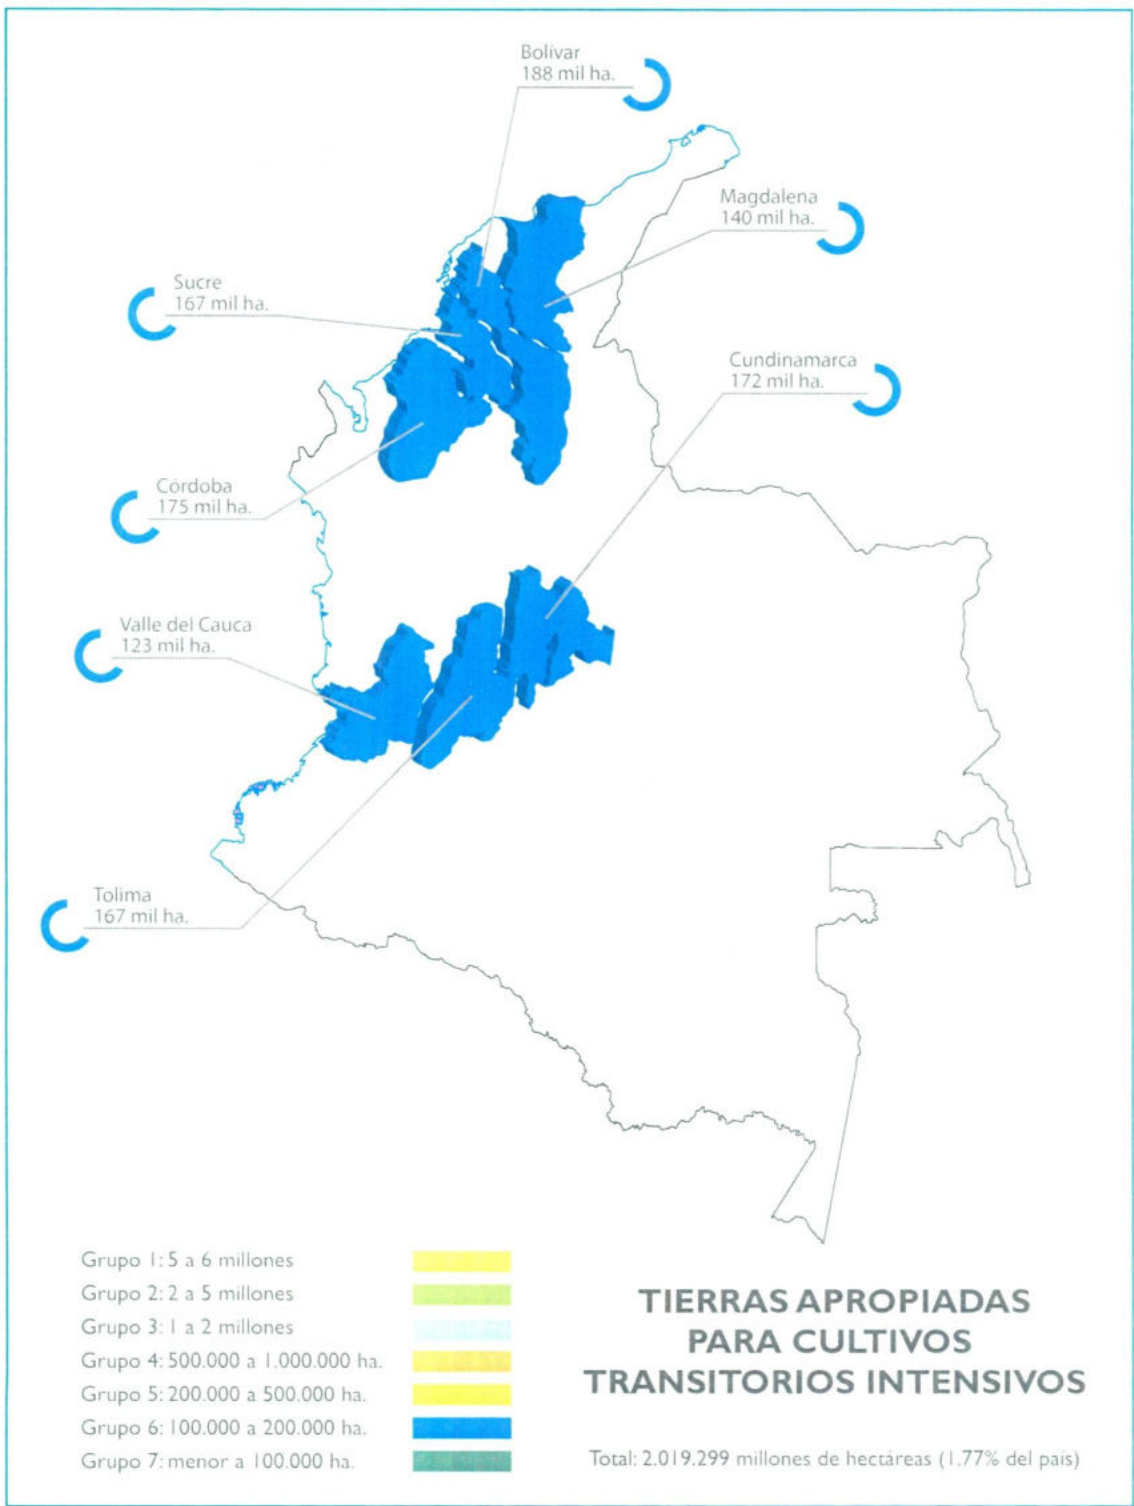 Bolívar
188 mil ha.
Magdalena
140 mil ha.
Sucre
167 mil ha.
Cundinamarca
172 mil ha.
Córdoba
175 mil ha.
Valle del Cauca
123 mil ha.
Tolima
167 mil ha.
Grupo 1: 5 a 6 millones
Grupo 2: 2 a 5 millones
Grupo 3: 1 a 2 millones
Grupo 4: 500.000 a 1.000.000 ha.
Grupo 5: 200.000 a 500.000 ha.
Grupo 6: 100.000 a 200.000 ha.
Grupo 7: menor a 100.000 ha.
TIERRAS APROPIADAS
PARA CULTIVOS
TRANSITORIOS INTENSIVOS
Total: 2.019.299 millones de hectáreas (1.77% del país)